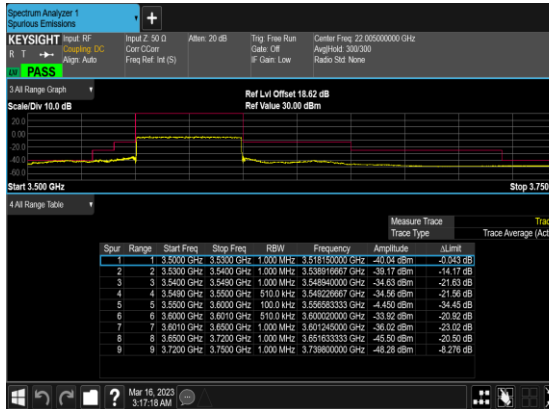 Spectrum Analyzer 1
Spurious Emissions
+
KEYSIGHT Input: RF Input Z: 50 Ω Atten: 20 dB Trig: Free Run Center Freq: 22.005000000 GHz
R T Coupling: DC Corr CCorr Gate: Off Avg|Hold: 300/300
Align: Auto Freq Ref: Int (S) IF Gain: Low Radio Std: None
PASS
3 All Range Graph Ref Lvl Offset 18.62 dB
Scale/Div 10.0 dB Ref Value 30.00 dBm
20.0
0.00
-20.0
-40.0
-60.0
Start 3.500 GHz Stop 3.750
4 All Range Table
Measure Trace Trac
Trace Type Trace Average (Act
Spur Range Start Freq Stop Freq RBW Frequency Amplitude ΔLimit
1 1 3.5000 GHz 3.5300 GHz 1.000 MHz 3.518150000 GHz -40.04 dBm -0.043 dB
2 2 3.5300 GHz 3.5400 GHz 1.000 MHz 3.538916667 GHz -39.17 dBm -14.17 dB
3 3 3.5400 GHz 3.5490 GHz 1.000 MHz 3.548940000 GHz -34.63 dBm -21.63 dB
4 4 3.5490 GHz 3.5500 GHz 510.0 kHz 3.549226667 GHz -34.56 dBm -21.56 dB
5 5 3.5500 GHz 3.6000 GHz 100.0 kHz 3.556583333 GHz -4.450 dBm -34.45 dB
6 6 3.6000 GHz 3.6010 GHz 510.0 kHz 3.600020000 GHz -33.92 dBm -20.92 dB
7 7 3.6010 GHz 3.6500 GHz 1.000 MHz 3.601245000 GHz -36.02 dBm -23.02 dB
8 8 3.6500 GHz 3.7200 GHz 1.000 MHz 3.651633333 GHz -45.50 dBm -20.50 dB
9 9 3.7200 GHz 3.7500 GHz 1.000 MHz 3.739800000 GHz -48.28 dBm -8.276 dB
? Mar 16, 2023
3:17:18 AM